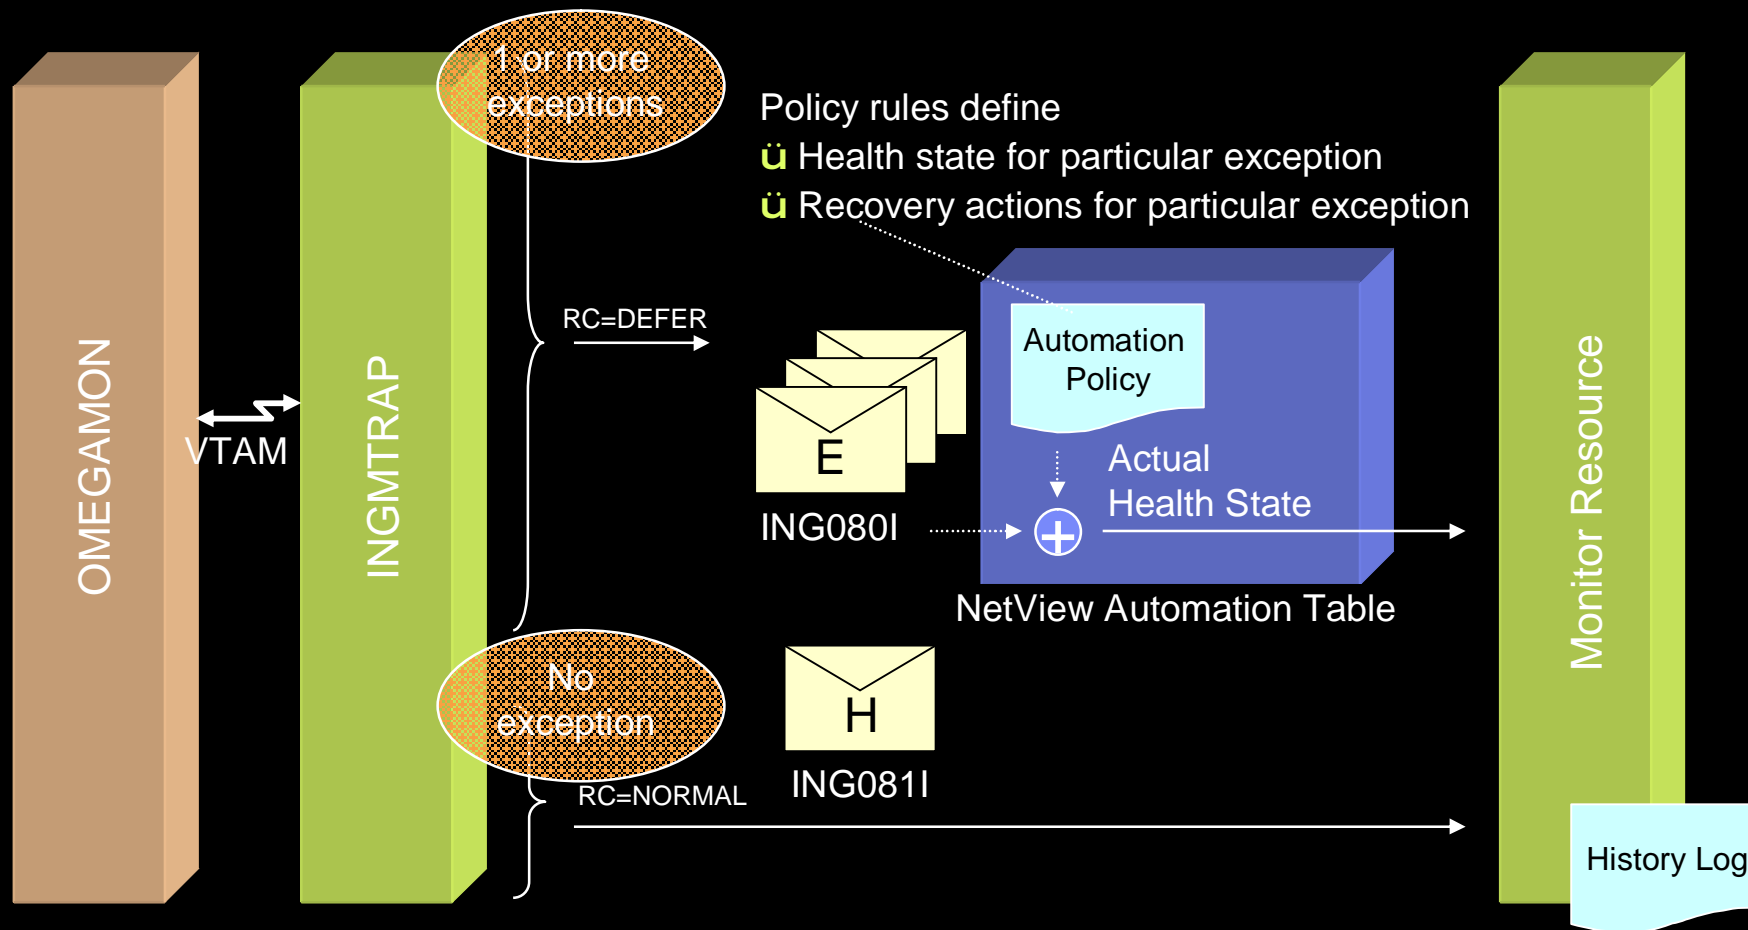 1 or more
exceptions
Policy rules define
ü Health state for particular exception
ü Recovery actions for particular exception
OMEGAMON
VTAM
INGMTRAP
RC=DEFER
E
ING080I
Automation
Policy
Actual
Health State
+
NetView Automation Table
Monitor Resource
No
exception
RC=NORMAL
H
ING081I
History Log